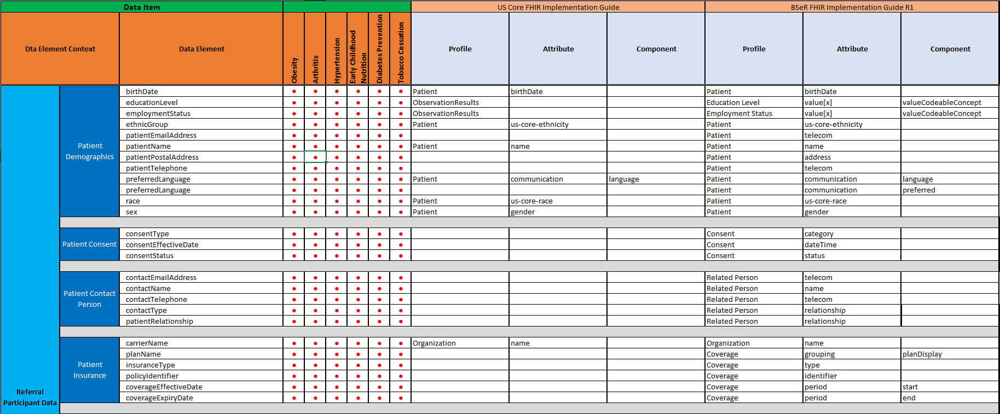 Data Item US Core FHIR Implementation Guide BSeR FHIR Implementation Guide R1
Dta Element Context Data Element Obesity Arthritis Hypertension Early Childhood Nutrition Diabetes Prevention Tobacco Cessation Profile Attribute Component Profile Attribute Component
Referral
Participant Data
Patient
Demographics
birthDate ● ● ● ● ● ● Patient birthDate Patient birthDate
educationLevel ● ● ● ● ● ● ObservationResults Education Level value[x] valueCodeableConcept
employmentStatus ● ● ● ● ● ● ObservationResults Employment Status value[x] valueCodeableConcept
ethnicGroup ● ● ● ● ● ● Patient us-core-ethnicity Patient us-core-ethnicity
patientEmailAddress ● ● ● ● ● ● Patient telecom
patientName ● ● ● ● ● ● Patient name Patient name
patientPostalAddress ● ● ● ● ● ● Patient address
patientTelephone ● ● ● ● ● ● Patient telecom
preferredLanguage ● ● ● ● ● ● Patient communication language Patient communication language
preferredLanguage ● ● ● ● ● ● Patient communication preferred
race ● ● ● ● ● ● Patient us-core-race Patient us-core-race
sex ● ● ● ● ● ● Patient gender Patient gender
Patient Consent
consentType ● ● ● ● ● ● Consent category
consentEffectiveDate ● ● ● ● ● ● Consent dateTime
consentStatus ● ● ● ● ● ● Consent status
Patient Contact
Person
contactEmailAddress ● ● ● ● ● ● Related Person telecom
contactName ● ● ● ● ● ● Related Person name
contactTelephone ● ● ● ● ● ● Related Person telecom
contactType ● ● ● ● ● ● Related Person relationship
patientRelationship ● ● ● ● ● ● Related Person relationship
Patient
Insurance
carrierName ● ● ● ● ● ● Organization name Organization name
planName ● ● ● ● ● ● Coverage grouping planDisplay
insuranceType ● ● ● ● ● ● Coverage type
policyIdentifier ● ● ● ● ● ● Coverage identifier
coverageEffectiveDate ● ● ● ● ● ● Coverage period start
coverageExpiryDate ● ● ● ● ● ● Coverage period end